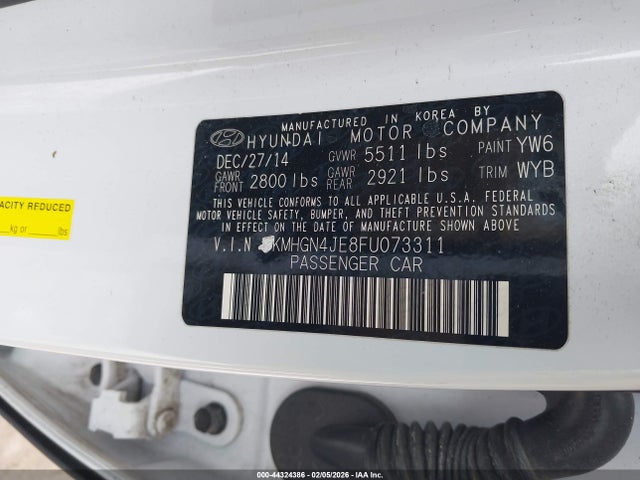 MANUFACTURED IN KOREA BY
HYUNDAI MOTOR COMPANY
DEC/27/14 GVWR 5511 lbs PAINT YW6
GAWR FRONT 2800 lbs GAWR REAR 2921 lbs TRIM WYB
THIS VEHICLE CONFORMS TO ALL APPLICABLE U.S.A. FEDERAL
MOTOR VEHICLE SAFETY, BUMPER, AND THEFT PREVENTION
STANDARDS IN EFFECT ON THE DATE OF MANUFACTURE SHOWN ABOVE
V.I.N KMHGN4JE8FU073311
PASSENGER CAR
ACITY REDUCED
kg or lbs
000-44324386 - 02/05/2026 - IAA, Inc.